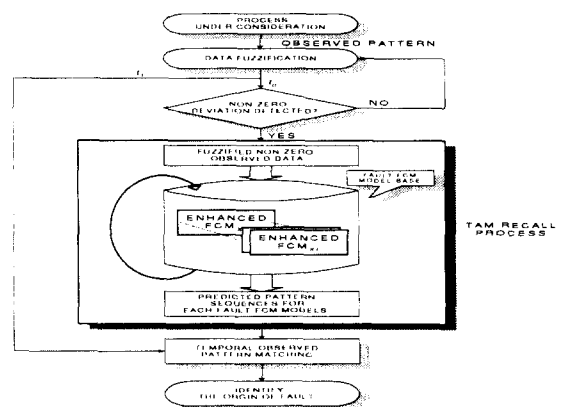 PROCESS
UNDER CONSIDERATION
OBSERVED PATTERN
DATA FUZZIFICATION
NON ZERO
DEVIATION DETECTED?
NO
YES
FUZZIFIED NON ZERO
OBSERVED DATA
FAULT FCM
MODEL BASE
ENHANCED
FCM
ENHANCED
FCM
TAM RECALL
PROCESS
PREDICTED PATTERN
SEQUENCES FOR
EACH FAULT FCM MODELS
TEMPORAL OBSERVED
PATTERN MATCHING
IDENTIFY
THE ORIGIN OF FAULT